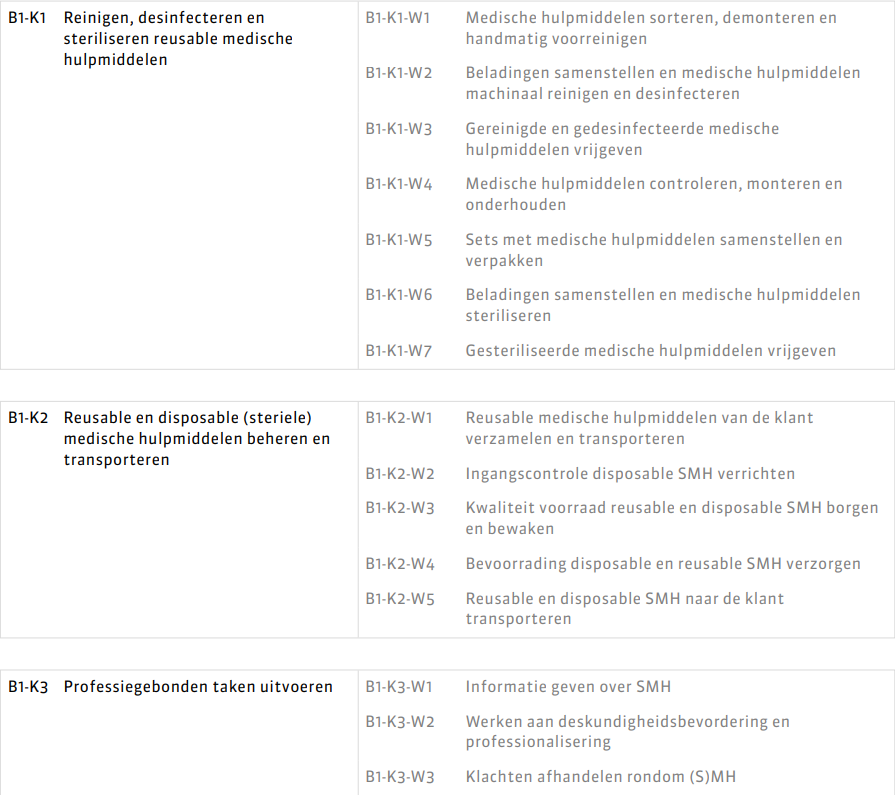 B1-K1 Reinigen, desinfecteren en
steriliseren reusable medische
hulpmiddelen
B1-K1-W1 Medische hulpmiddelen sorteren, demonteren en
handmatig voorreinigen
B1-K1-W2 Beladingen samenstellen en medische hulpmiddelen
machinaal reinigen en desinfecteren
B1-K1-W3 Gereinigde en gedesinfecteerde medische
hulpmiddelen vrijgeven
B1-K1-W4 Medische hulpmiddelen controleren, monteren en
onderhouden
B1-K1-W5 Sets met medische hulpmiddelen samenstellen en
verpakken
B1-K1-W6 Beladingen samenstellen en medische hulpmiddelen
steriliseren
B1-K1-W7 Gesteriliseerde medische hulpmiddelen vrijgeven
B1-K2 Reusable en disposable (steriele)
medische hulpmiddelen beheren en
transporteren
B1-K2-W1 Reusable medische hulpmiddelen van de klant
verzamelen en transporteren
B1-K2-W2 Ingangscontrole disposable SMH verrichten
B1-K2-W3 Kwaliteit voorraad reusable en disposable SMH borgen
en bewaken
B1-K2-W4 Bevoorrading disposable en reusable SMH verzorgen
B1-K2-W5 Reusable en disposable SMH naar de klant
transporteren
B1-K3 Professiegebonden taken uitvoeren
B1-K3-W1 Informatie geven over SMH
B1-K3-W2 Werken aan deskundigheidsbevordering en
professionalisering
B1-K3-W3 Klachten afhandelen rondom (S)MH